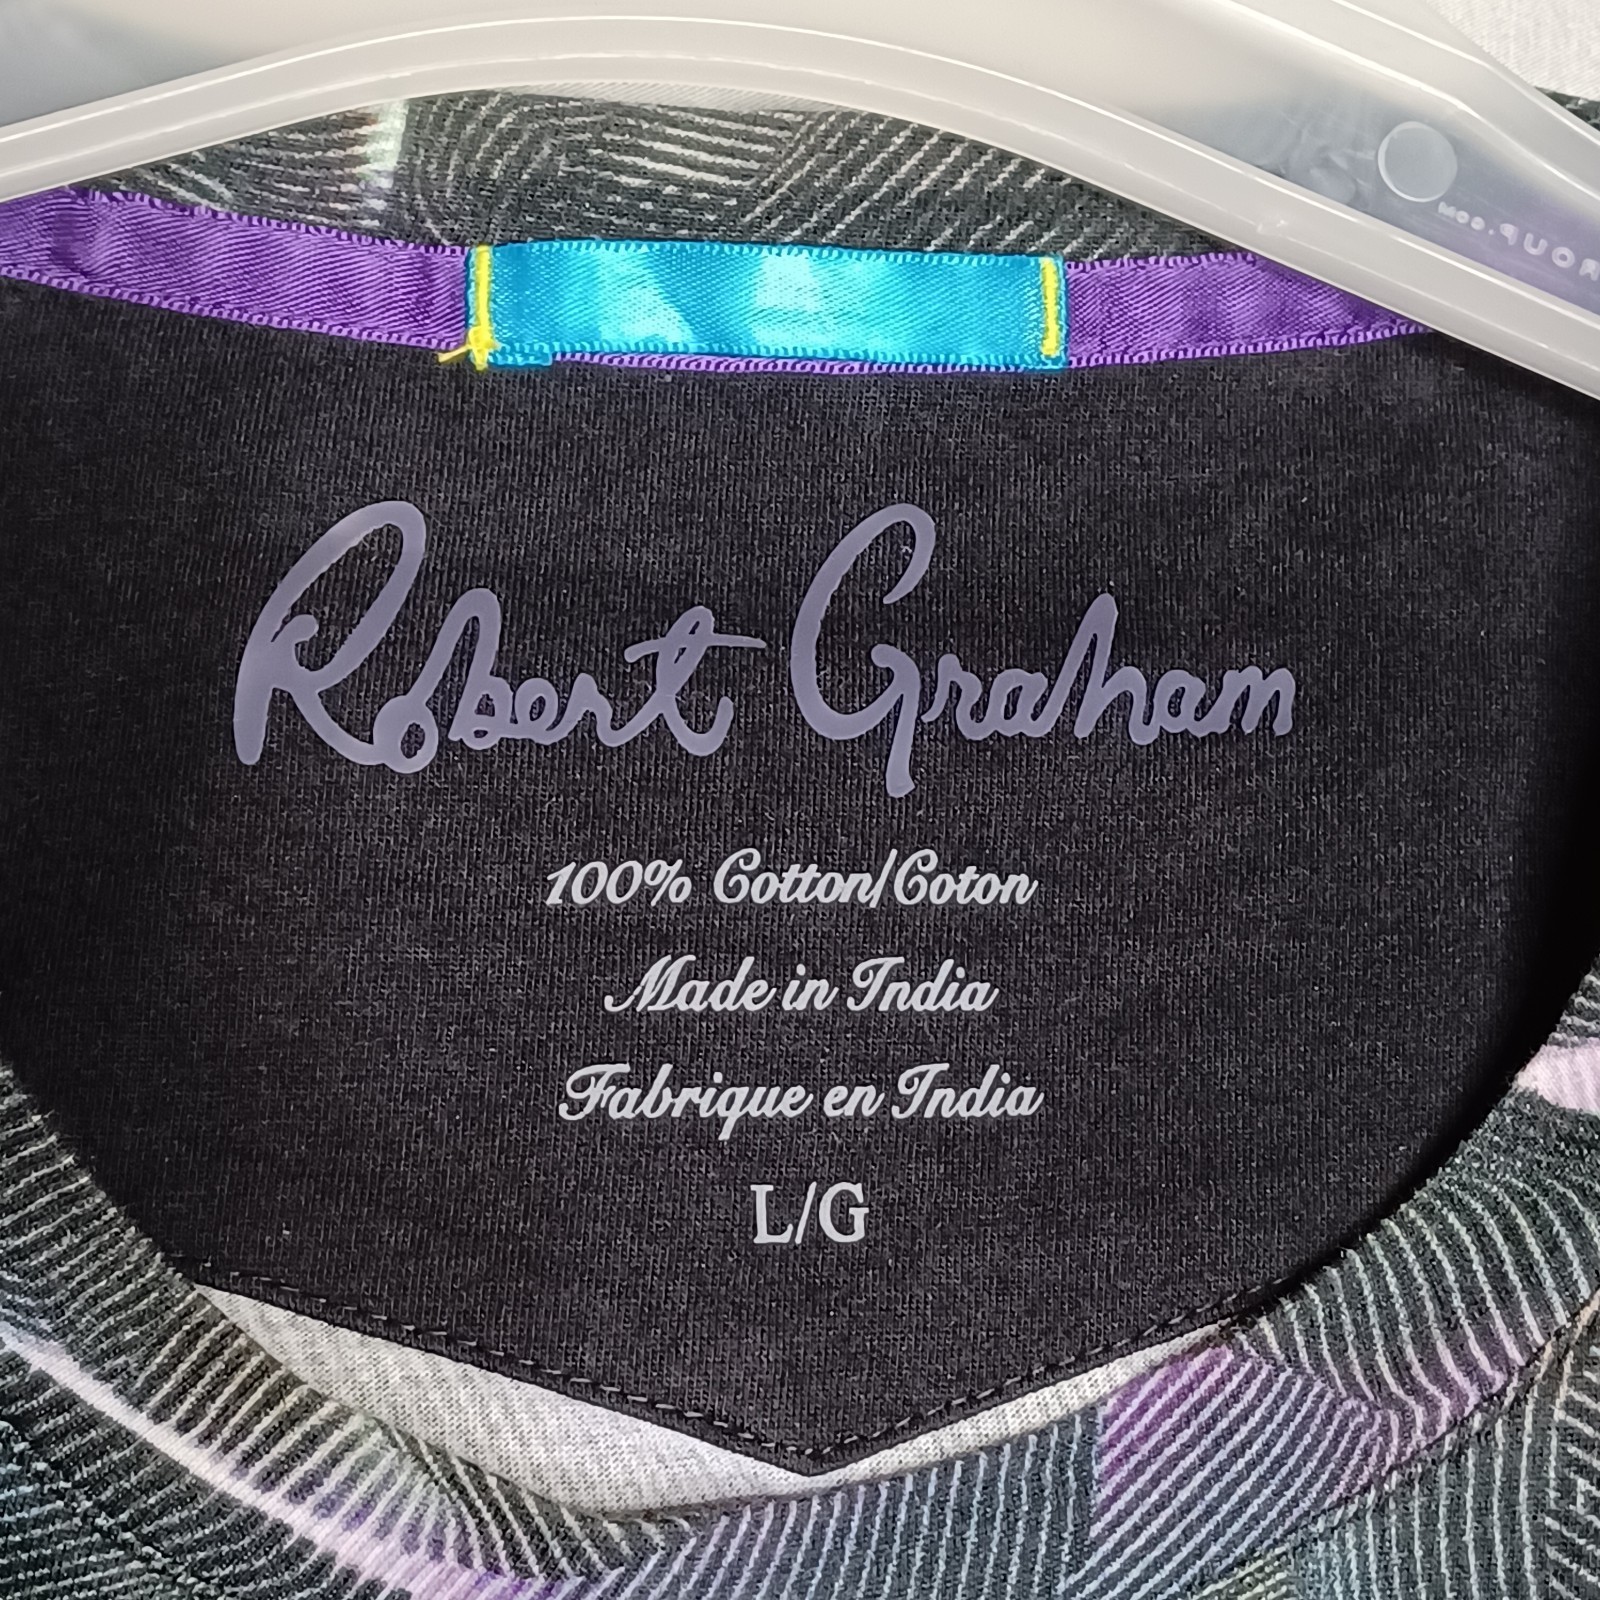 Robert Graham
100% Cotton/Coton
Made in India
Fabrique en India
L/G